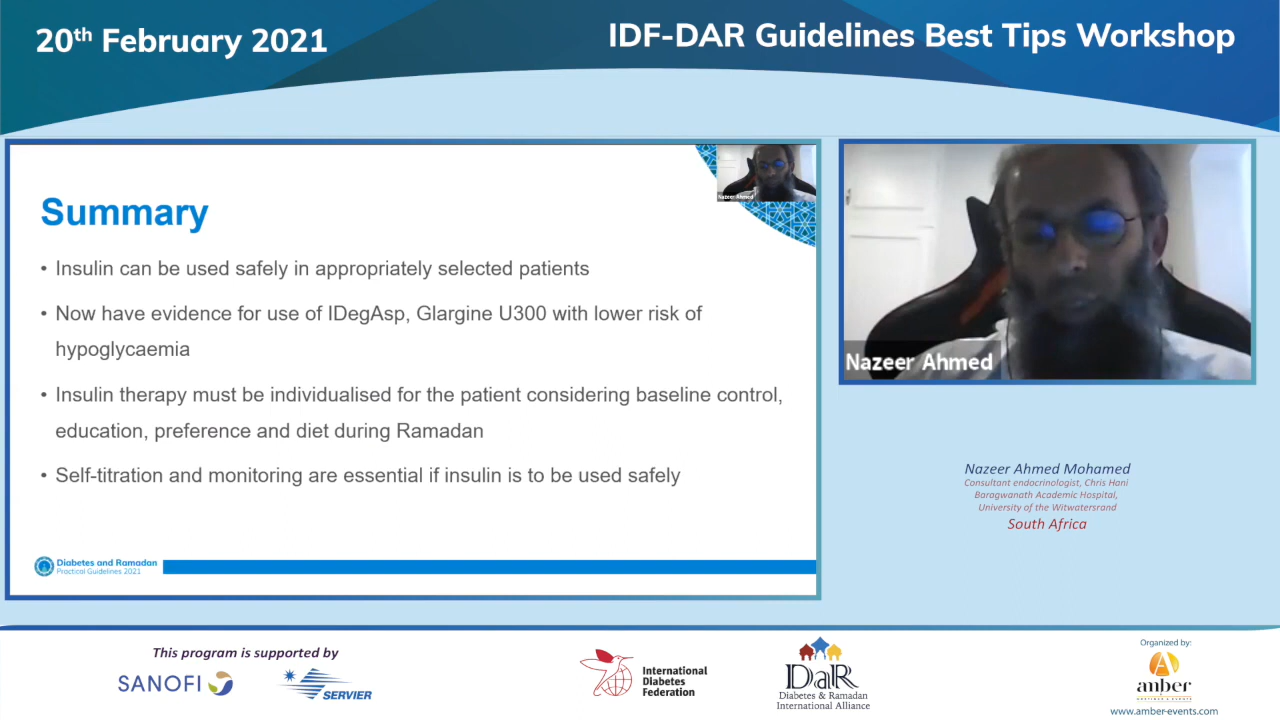 20th February 2021
IDF-DAR Guidelines Best Tips Workshop
Nazeer Ahmed
Summary
• Insulin can be used safely in appropriately selected patients
• Now have evidence for use of IDegAsp, Glargine U300 with lower risk of
hypoglycaemia
• Insulin therapy must be individualised for the patient considering baseline control,
education, preference and diet during Ramadan
• Self-titration and monitoring are essential if insulin is to be used safely
Diabetes and Ramadan
Practical Guidelines 2021
Nazeer Ahmed
Nazeer Ahmed Mohamed
Consultant endocrinologist, Chris Hani
Baragwanath Academic Hospital,
University of the Witwatersrand
South Africa
This program is supported by
SANOFI
SERVIER
International
Diabetes
Federation
DaR
Diabetes & Ramadan
International Alliance
Organized by:
anber
www.amber-events.com